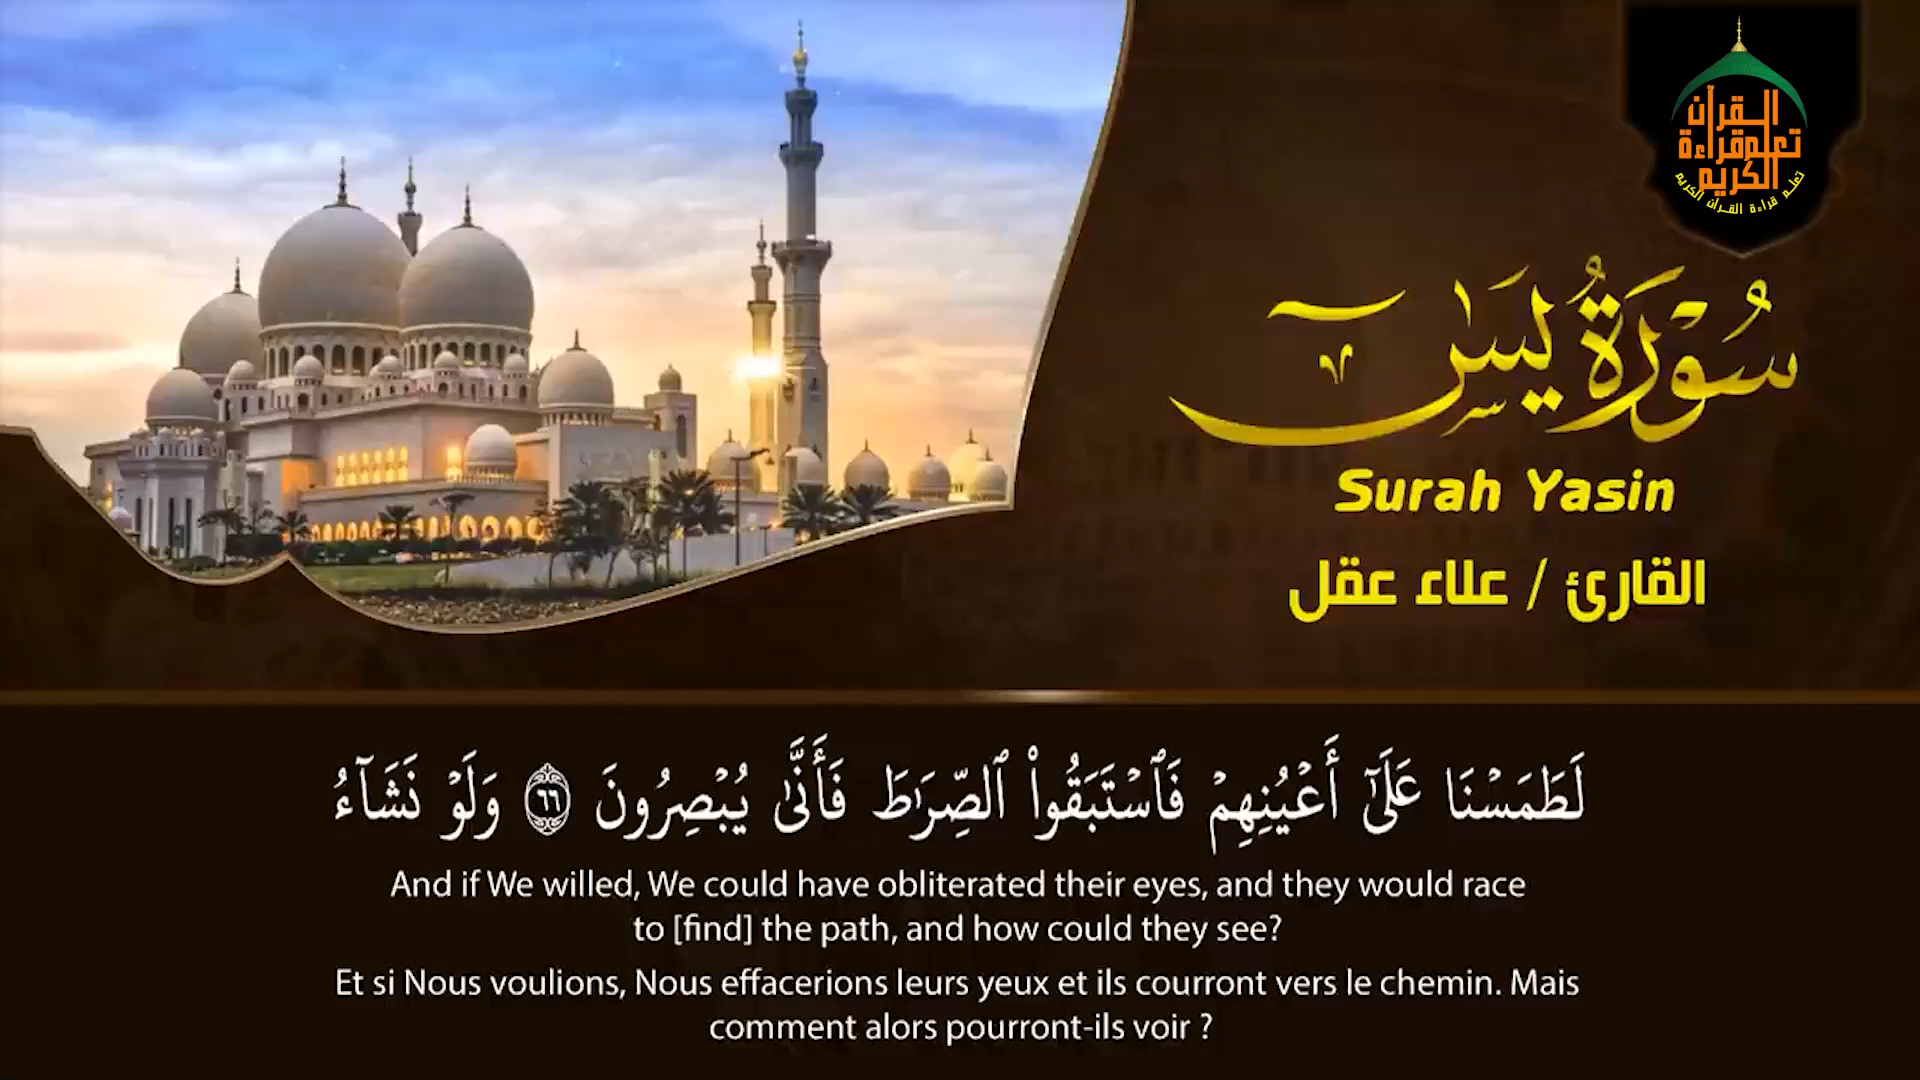 القرآن
تعلم قراءة
الكريم
تعلم قراءة القرآن الكريم
سُورَةُ يسٓ
Surah Yasin
القارئ / علاء عقل
لَطَمَسْنَا عَلَىٰٓ أَعْيُنِهِمْ فَٱسْتَبَقُوا۟ ٱلصِّرَٰطَ فَأَنَّىٰ يُبْصِرُونَ ٦٦ وَلَوْ نَشَآءُ
And if We willed, We could have obliterated their eyes, and they would race
to [find] the path, and how could they see?
Et si Nous voulions, Nous effacerions leurs yeux et ils courront vers le chemin. Mais
comment alors pourront-ils voir ?